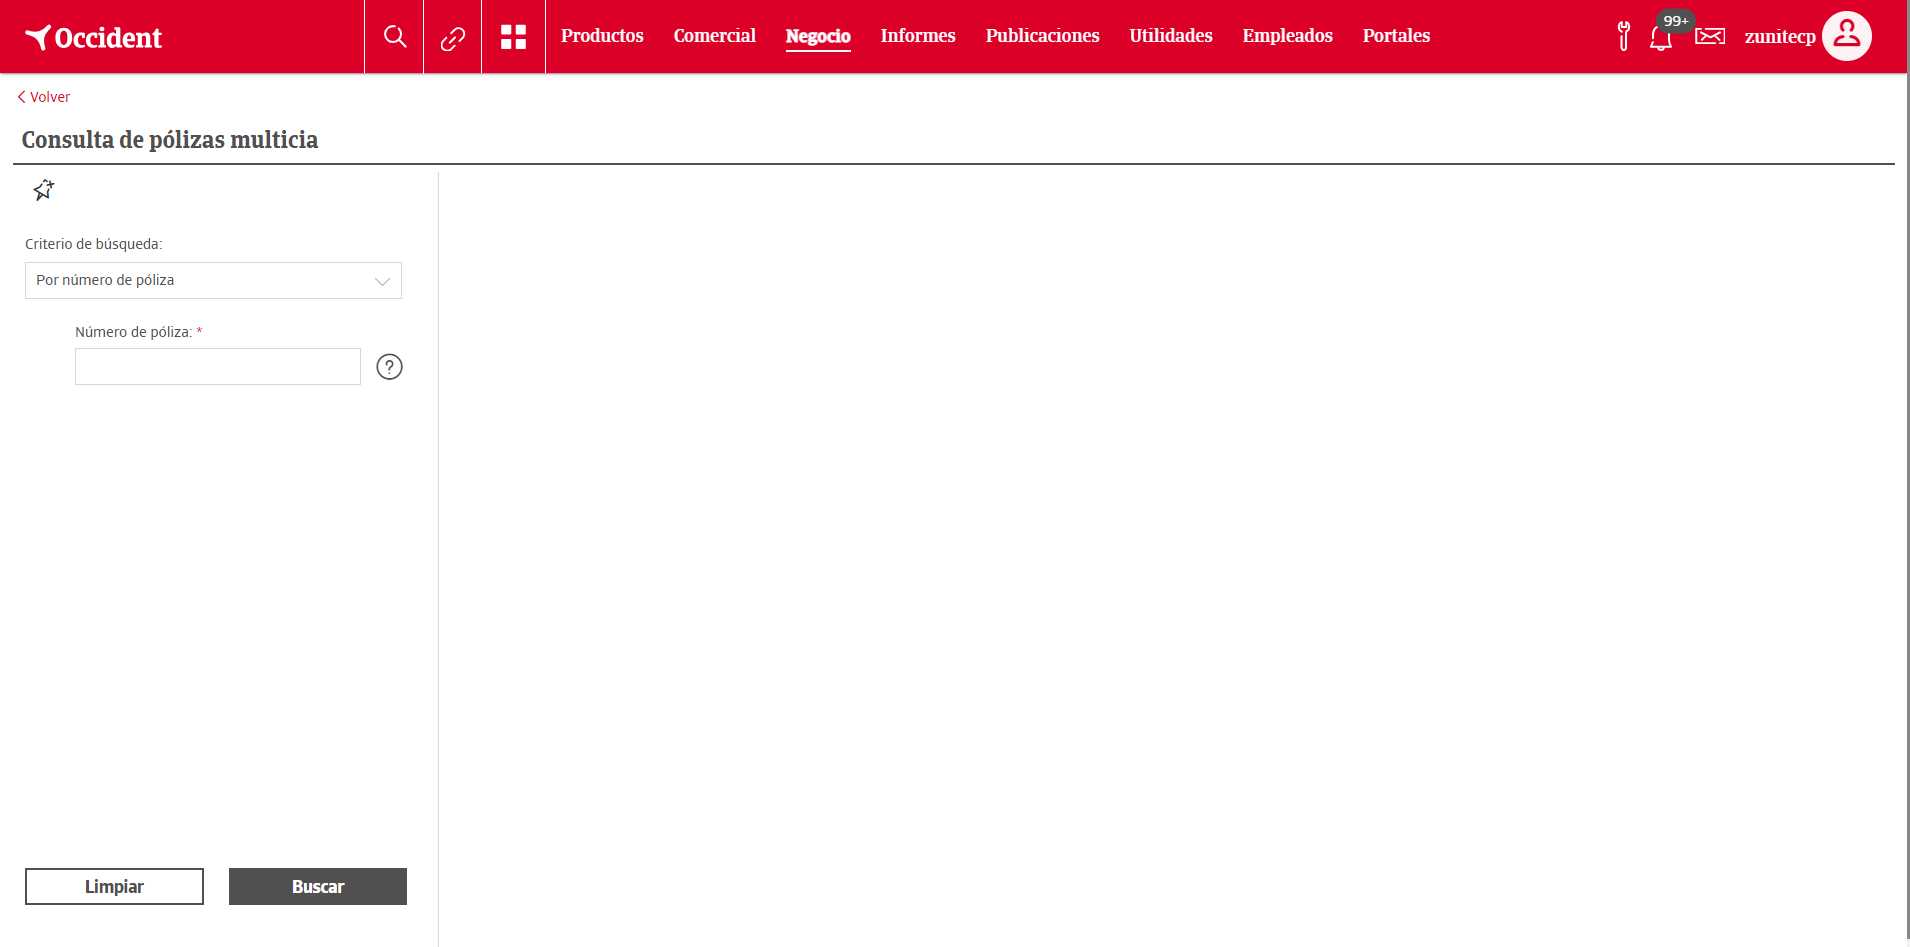 Occident
Productos Comercial Negocio Informes Publicaciones Utilidades Empleados Portales
99+
zunitecp
Volver
Consulta de pólizas multicia
Criterio de búsqueda:
Por número de póliza
Número de póliza: *
?
Limpiar Buscar